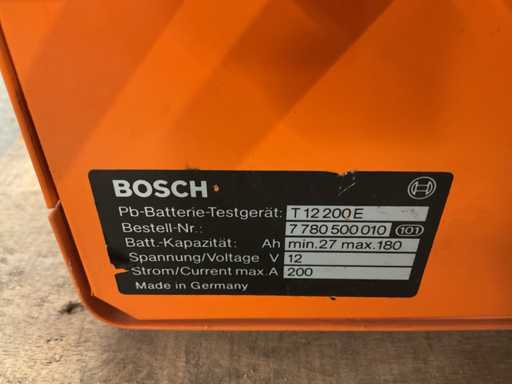 BOSCH
Pb-Batterie-Testgerät: T 12 200 E
Bestell-Nr.: 7 780 500 010 101
Batt.-Kapazität: Ah min. 27 max. 180
Spannung/Voltage V 12
Strom/Current max. A 200
Made in Germany